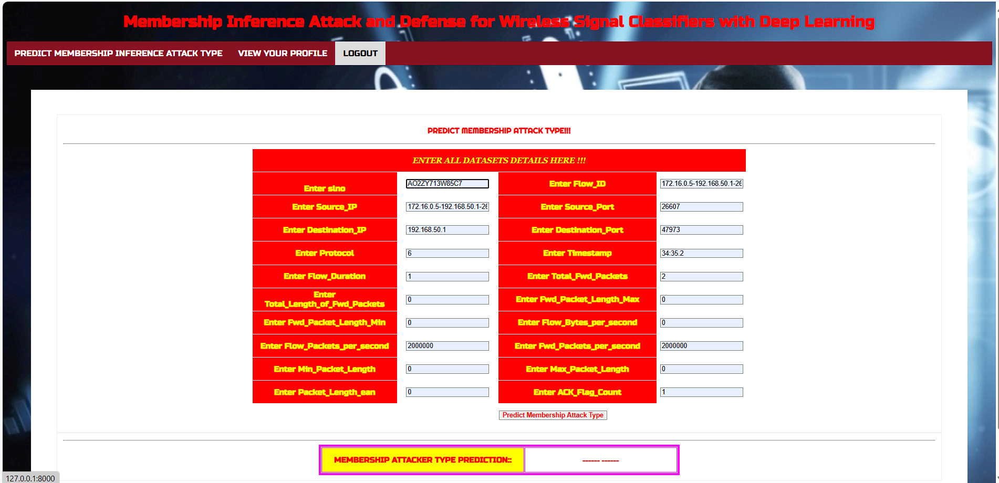 Membership Inference Attack and Defense for Wireless Signal Classifiers with Deep Learning
PREDICT MEMBERSHIP INFERENCE ATTACK TYPE VIEW YOUR PROFILE LOGOUT
PREDICT MEMBERSHIP ATTACK TYPE!!!
ENTER ALL DATASETS DETAILS HERE !!!
Enter slno AO2ZY713W85C7 Enter Flow_ID 172.16.0.5-192.168.50.1-26
Enter Source_IP 172.16.0.5-192.168.50.1-26 Enter Source_Port 26607
Enter Destination_IP 192.168.50.1 Enter Destination_Port 47973
Enter Protocol 6 Enter Timestamp 34:35.2
Enter Flow_Duration 1 Enter Total_Fwd_Packets 2
Enter
Total_Length_of_Fwd_Packets 0 Enter Fwd_Packet_Length_Max 0
Enter Fwd_Packet_Length_Min 0 Enter Flow_Bytes_per_second 0
Enter Flow_Packets_per_second 2000000 Enter Fwd_Packets_per_second 2000000
Enter Min_Packet_Length 0 Enter Max_Packet_Length 0
Enter Packet_Length_ean 0 Enter ACK_Flag_Count 1
Predict Membership Attack Type
MEMBERSHIP ATTACKER TYPE PREDICTION:: ------ ------
127.0.0.1:8000